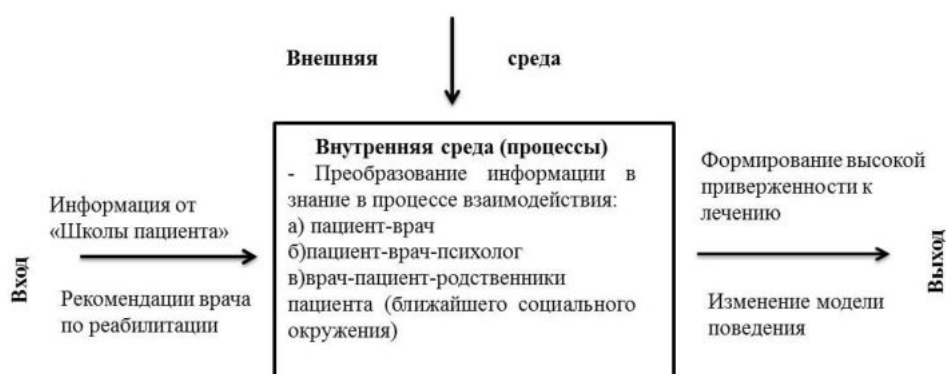 Внешняя среда
Внутренняя среда (процессы)
- Преобразование информации в
знание в процессе взаимодействия:
а) пациент-врач
б)пациент-врач-психолог
в)врач-пациент-родственники
пациента (ближайшего социального
окружения)
Вход
Информация от
«Школы пациента»
Рекомендации врача
по реабилитации
Формирование высокой
приверженности к
лечению
Изменение модели
поведения
Выход